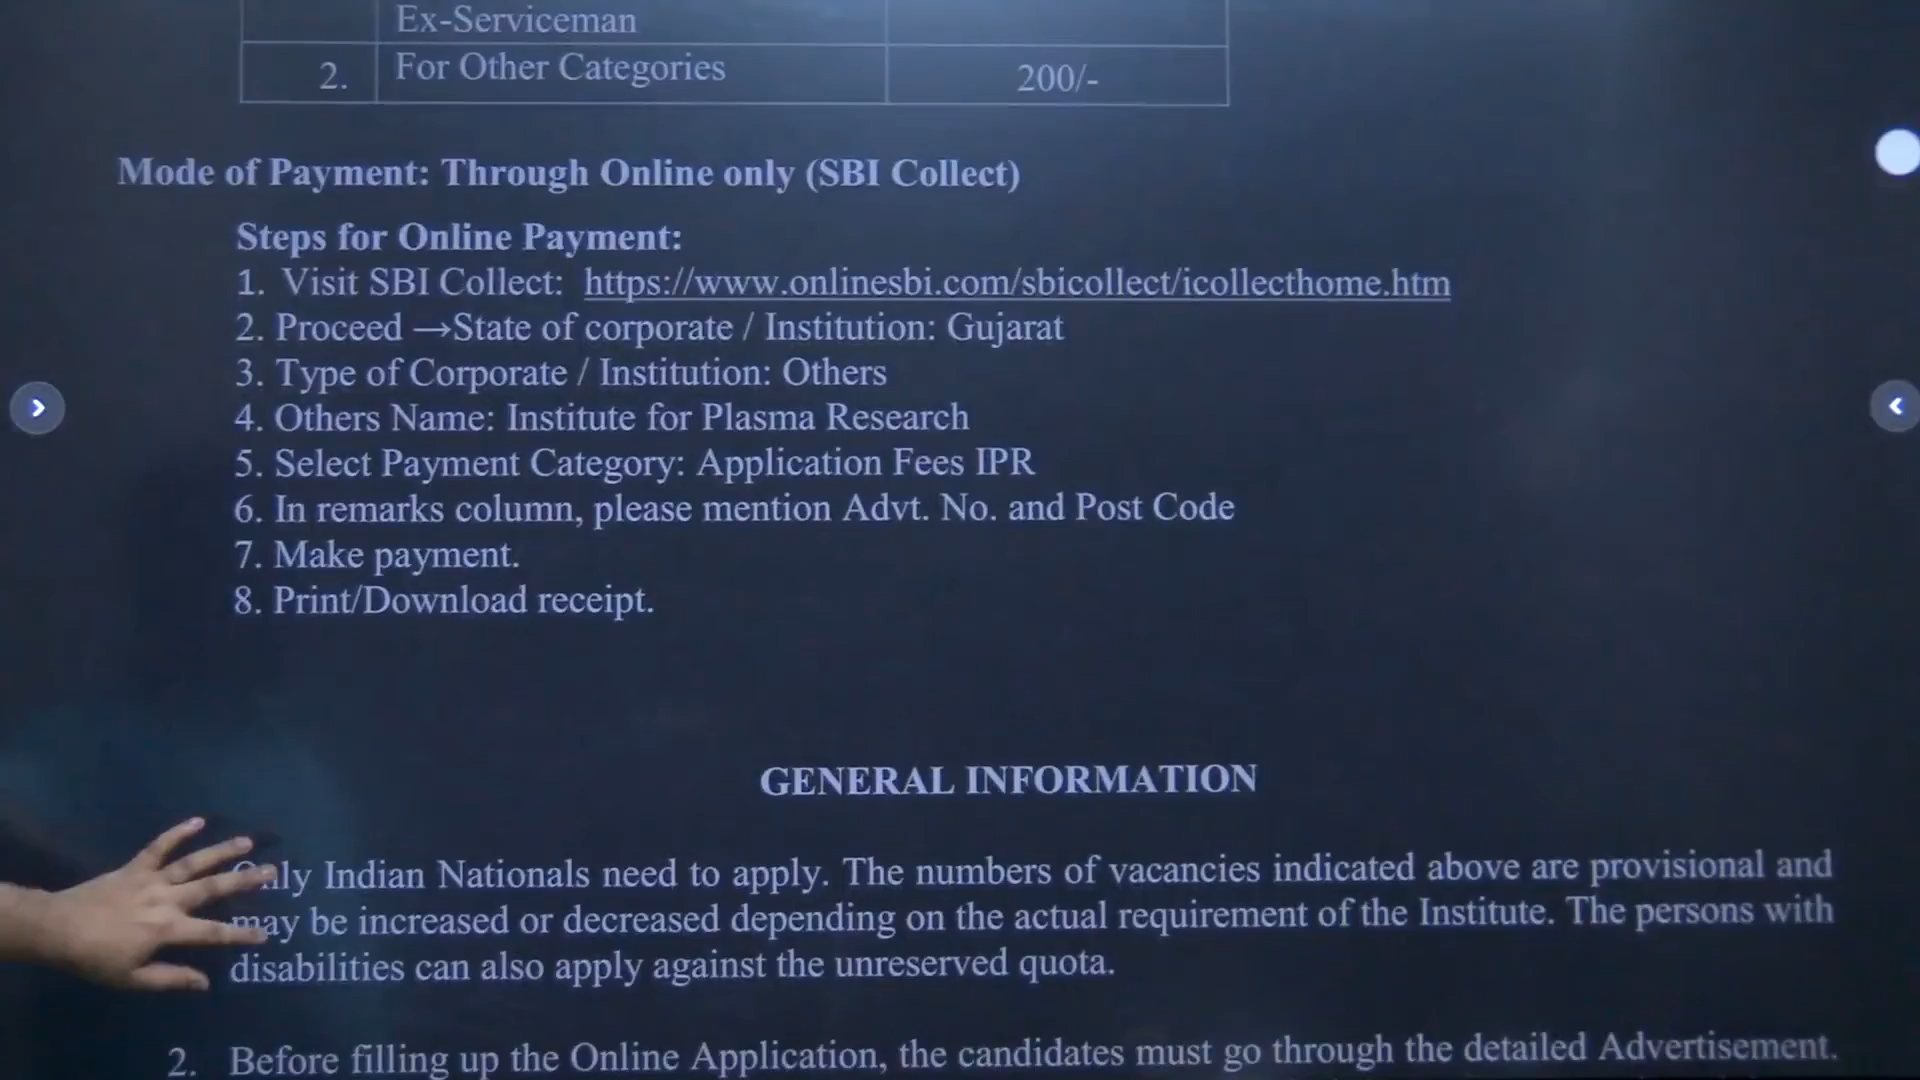 Ex-Serviceman
2. For Other Categories 200/-
Mode of Payment: Through Online only (SBI Collect)
Steps for Online Payment:
1. Visit SBI Collect: https://www.onlinesbi.com/sbicollect/icollecthome.htm
2. Proceed →State of corporate / Institution: Gujarat
3. Type of Corporate / Institution: Others
4. Others Name: Institute for Plasma Research
5. Select Payment Category: Application Fees IPR
6. In remarks column, please mention Advt. No. and Post Code
7. Make payment.
8. Print/Download receipt.
GENERAL INFORMATION
Only Indian Nationals need to apply. The numbers of vacancies indicated above are provisional and
may be increased or decreased depending on the actual requirement of the Institute. The persons with
disabilities can also apply against the unreserved quota.
2. Before filling up the Online Application, the candidates must go through the detailed Advertisement.